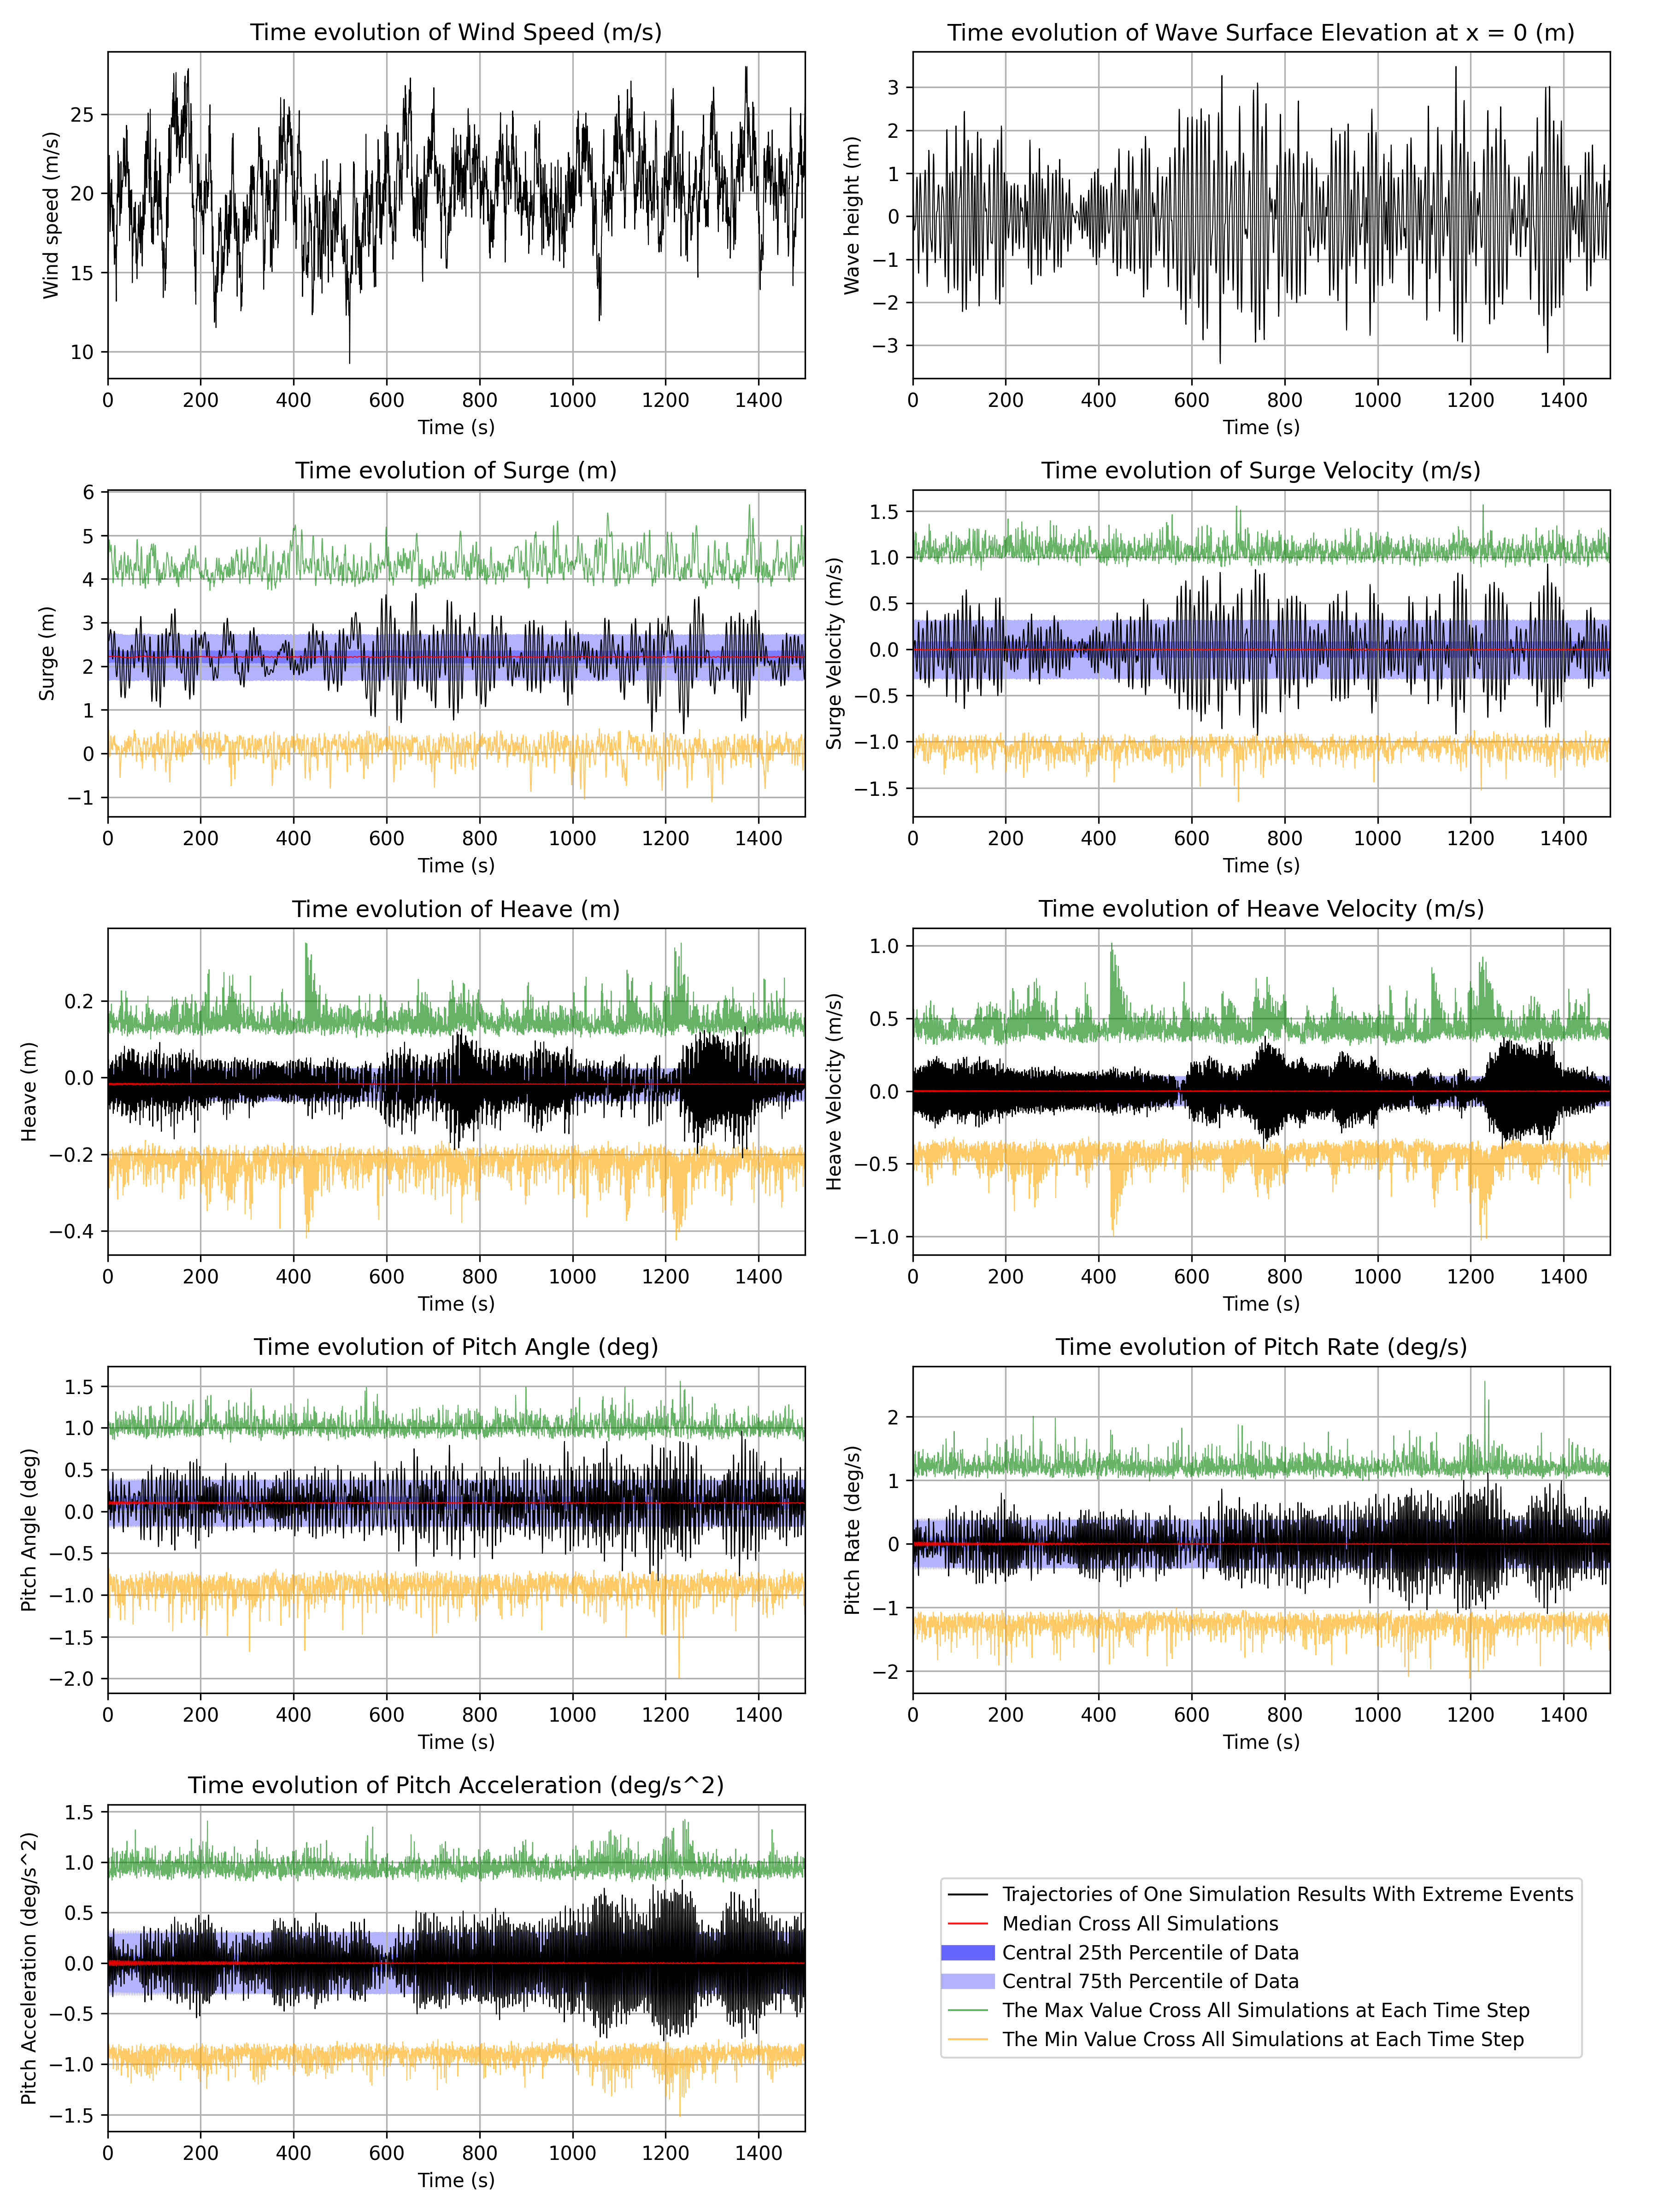 Time evolution of Wind Speed (m/s)
Wind speed (m/s)
25
20
15
10
0 200 400 600 800 1000 1200 1400
Time (s)
Time evolution of Wave Surface Elevation at x = 0 (m)
Wave height (m)
3
2
1
0
−1
−2
−3
0 200 400 600 800 1000 1200 1400
Time (s)
Time evolution of Surge (m)
Surge (m)
6
5
4
3
2
1
0
−1
0 200 400 600 800 1000 1200 1400
Time (s)
Time evolution of Surge Velocity (m/s)
Surge Velocity (m/s)
1.5
1.0
0.5
0.0
−0.5
−1.0
−1.5
0 200 400 600 800 1000 1200 1400
Time (s)
Time evolution of Heave (m)
Heave (m)
0.2
0.0
−0.2
−0.4
0 200 400 600 800 1000 1200 1400
Time (s)
Time evolution of Heave Velocity (m/s)
Heave Velocity (m/s)
1.0
0.5
0.0
−0.5
−1.0
0 200 400 600 800 1000 1200 1400
Time (s)
Time evolution of Pitch Angle (deg)
Pitch Angle (deg)
1.5
1.0
0.5
0.0
−0.5
−1.0
−1.5
−2.0
0 200 400 600 800 1000 1200 1400
Time (s)
Time evolution of Pitch Rate (deg/s)
Pitch Rate (deg/s)
2
1
0
−1
−2
0 200 400 600 800 1000 1200 1400
Time (s)
Time evolution of Pitch Acceleration (deg/s^2)
Pitch Acceleration (deg/s^2)
1.5
1.0
0.5
0.0
−0.5
−1.0
−1.5
0 200 400 600 800 1000 1200 1400
Time (s)
Trajectories of One Simulation Results With Extreme Events
Median Cross All Simulations
Central 25th Percentile of Data
Central 75th Percentile of Data
The Max Value Cross All Simulations at Each Time Step
The Min Value Cross All Simulations at Each Time Step